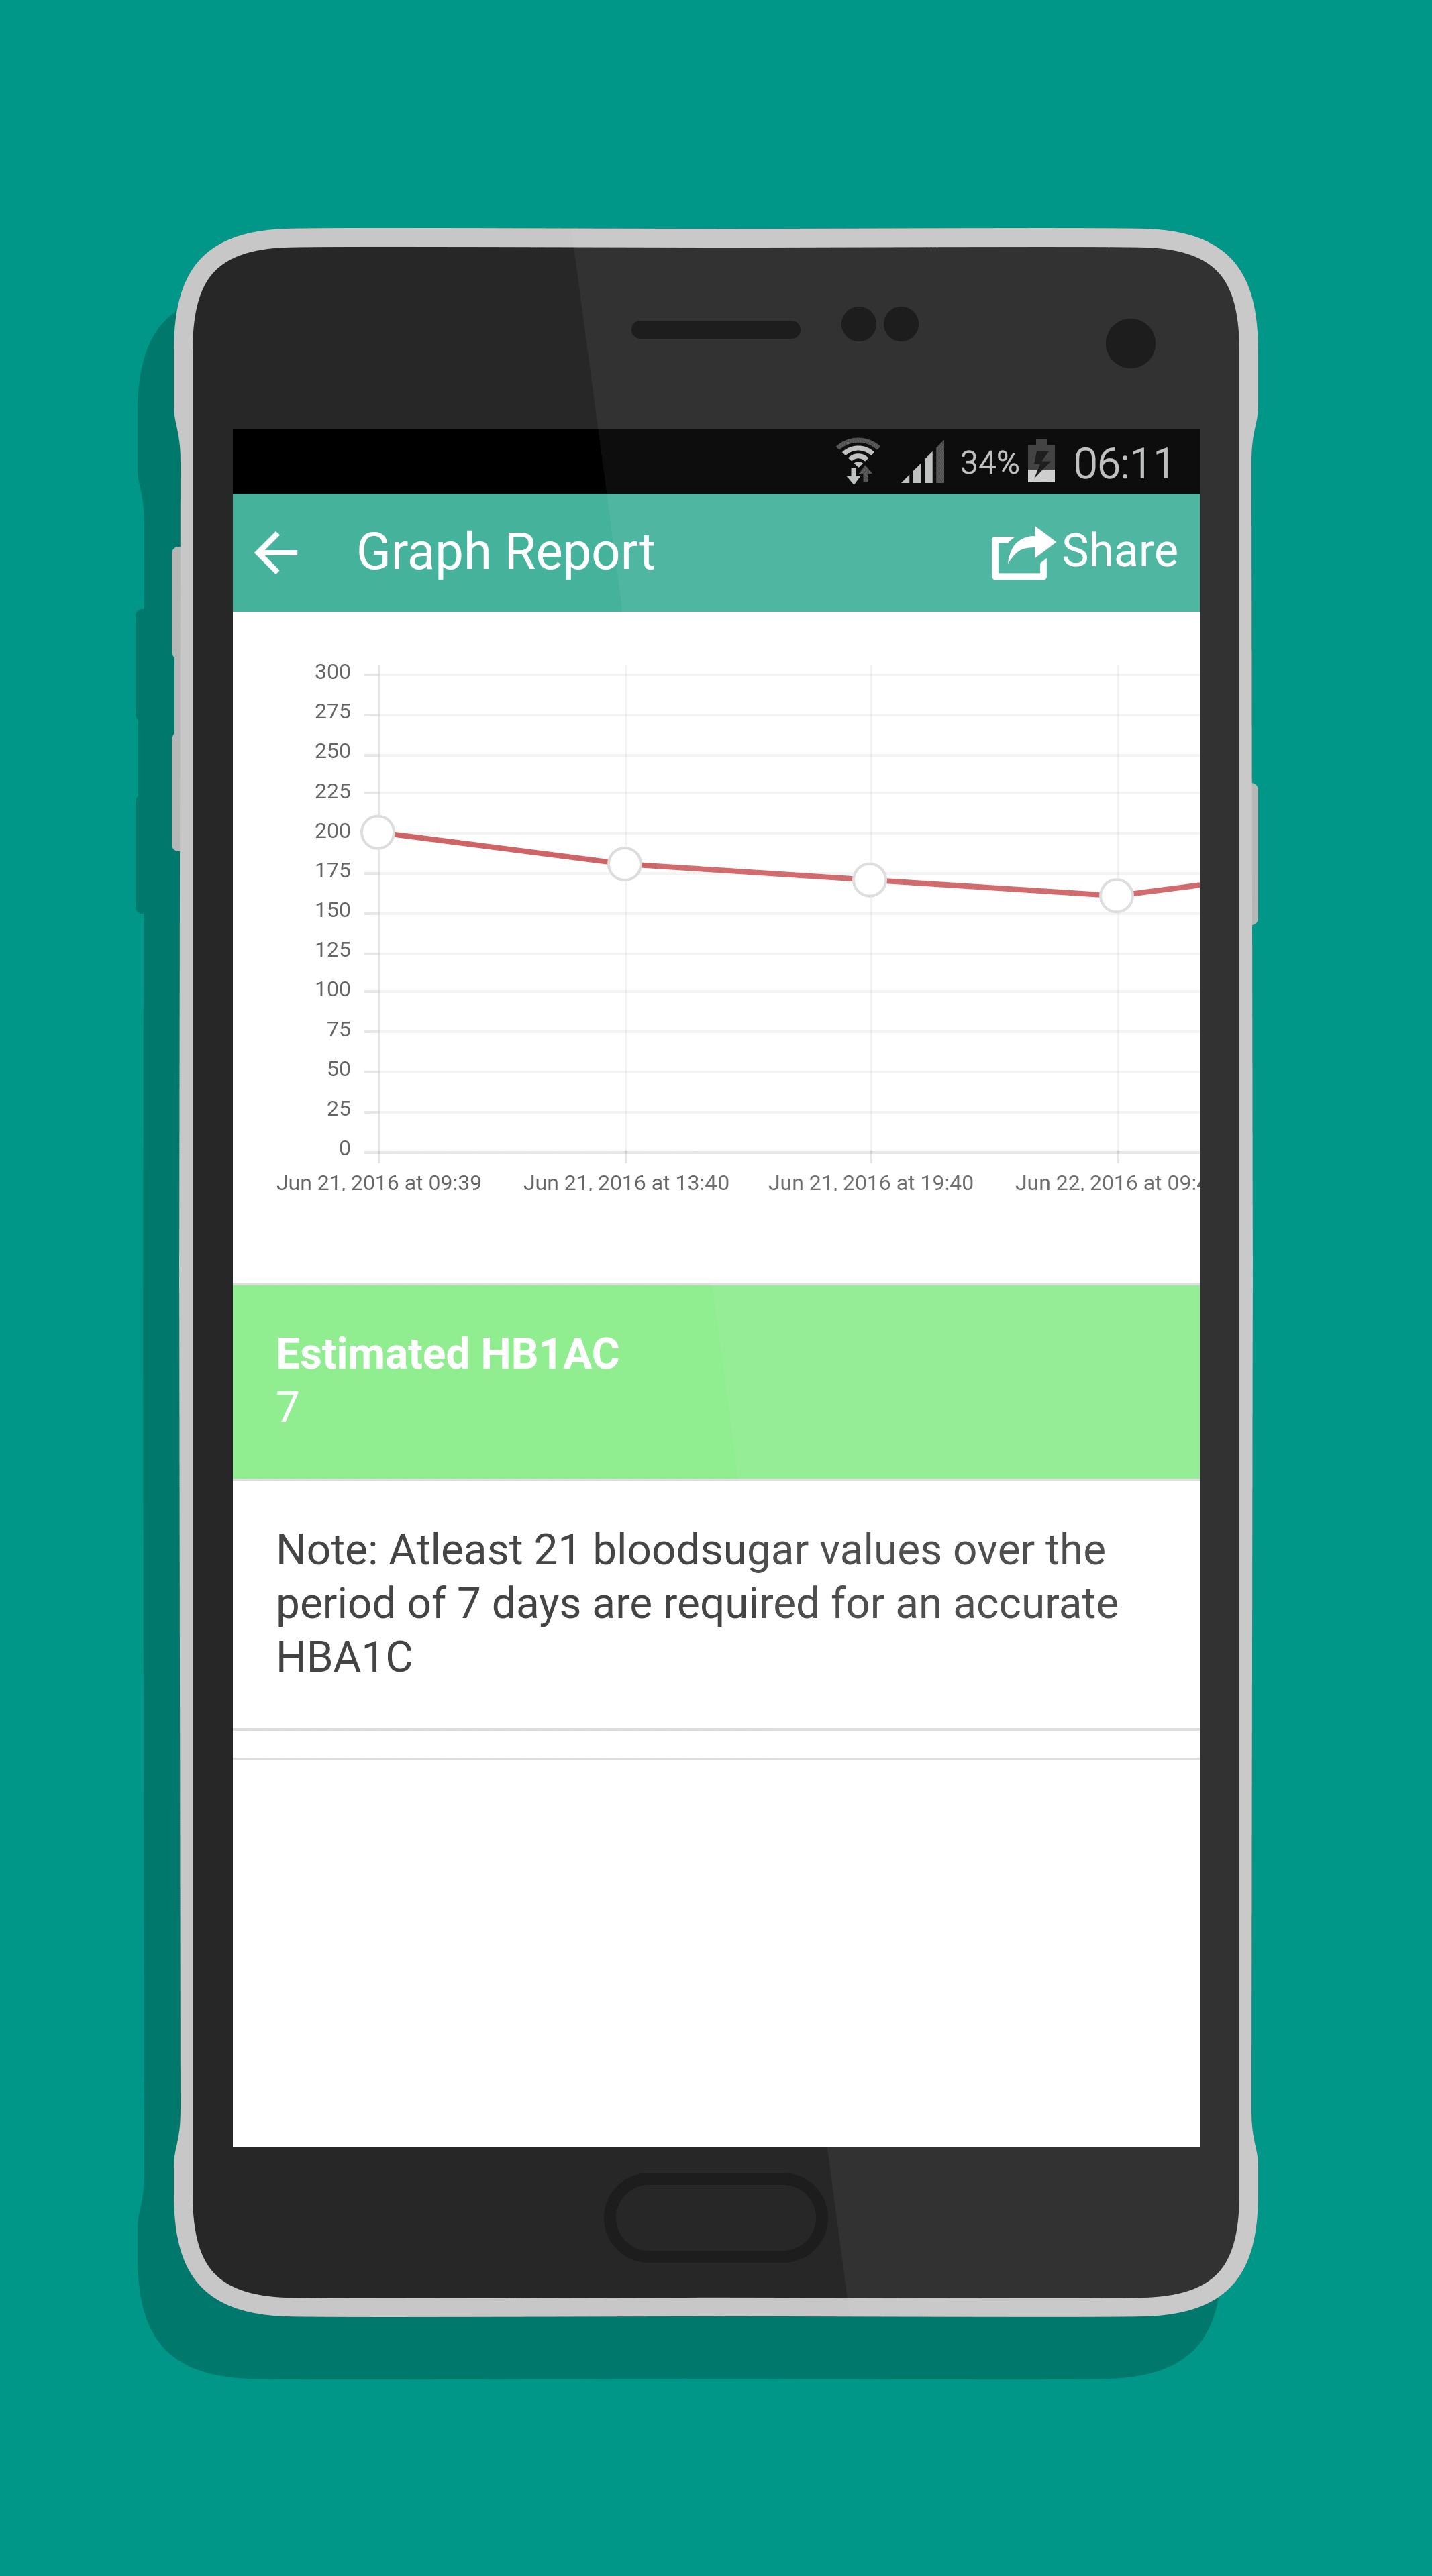 34% 06:11
Graph Report Share
300
275
250
225
200
175
150
125
100
75
50
25
0
Jun 21, 2016 at 09:39 Jun 21, 2016 at 13:40 Jun 21, 2016 at 19:40 Jun 22, 2016 at 09:4
Estimated HB1AC
7
Note: Atleast 21 bloodsugar values over the
period of 7 days are required for an accurate
HBA1C